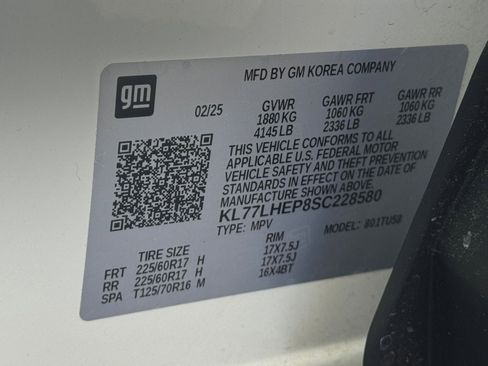 gm
MFD BY GM KOREA COMPANY
02/25 GVWR GAWR FRT GAWR RR
1880 KG 1060 KG 1060 KG
4145 LB 2336 LB 2336 LB
THIS VEHICLE CONFORMS TO ALL
APPLICABLE U.S. FEDERAL MOTOR
VEHICLE SAFETY AND THEFT PREVENTION
STANDARDS IN EFFECT ON THE DATE
OF MANUFACTURE SHOWN ABOVE
KL77LHEP8SC228580
TYPE: MPV MODEL: 801TU58
TIRE SIZE RIM
FRT 225/60R17 H 17X7.5J
RR 225/60R17 H 17X7.5J
SPA T125/70R16 M 16X4BT